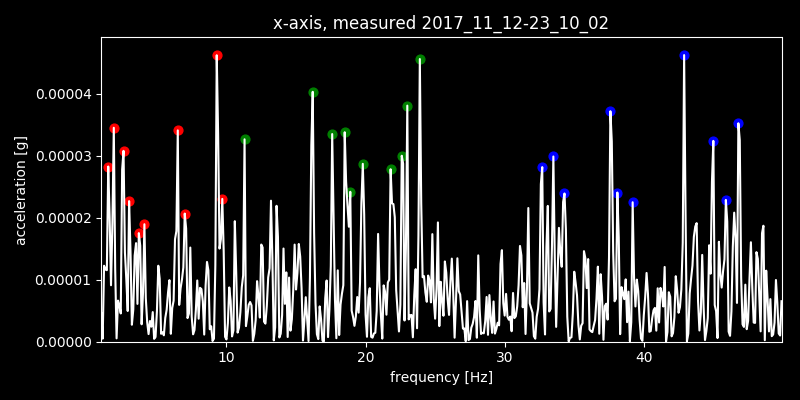 x-axis, measured 2017_11_12-23_10_02
0.00004
0.00003
0.00002
0.00001
0.00000
acceleration [g]
10 20 30 40
frequency [Hz]